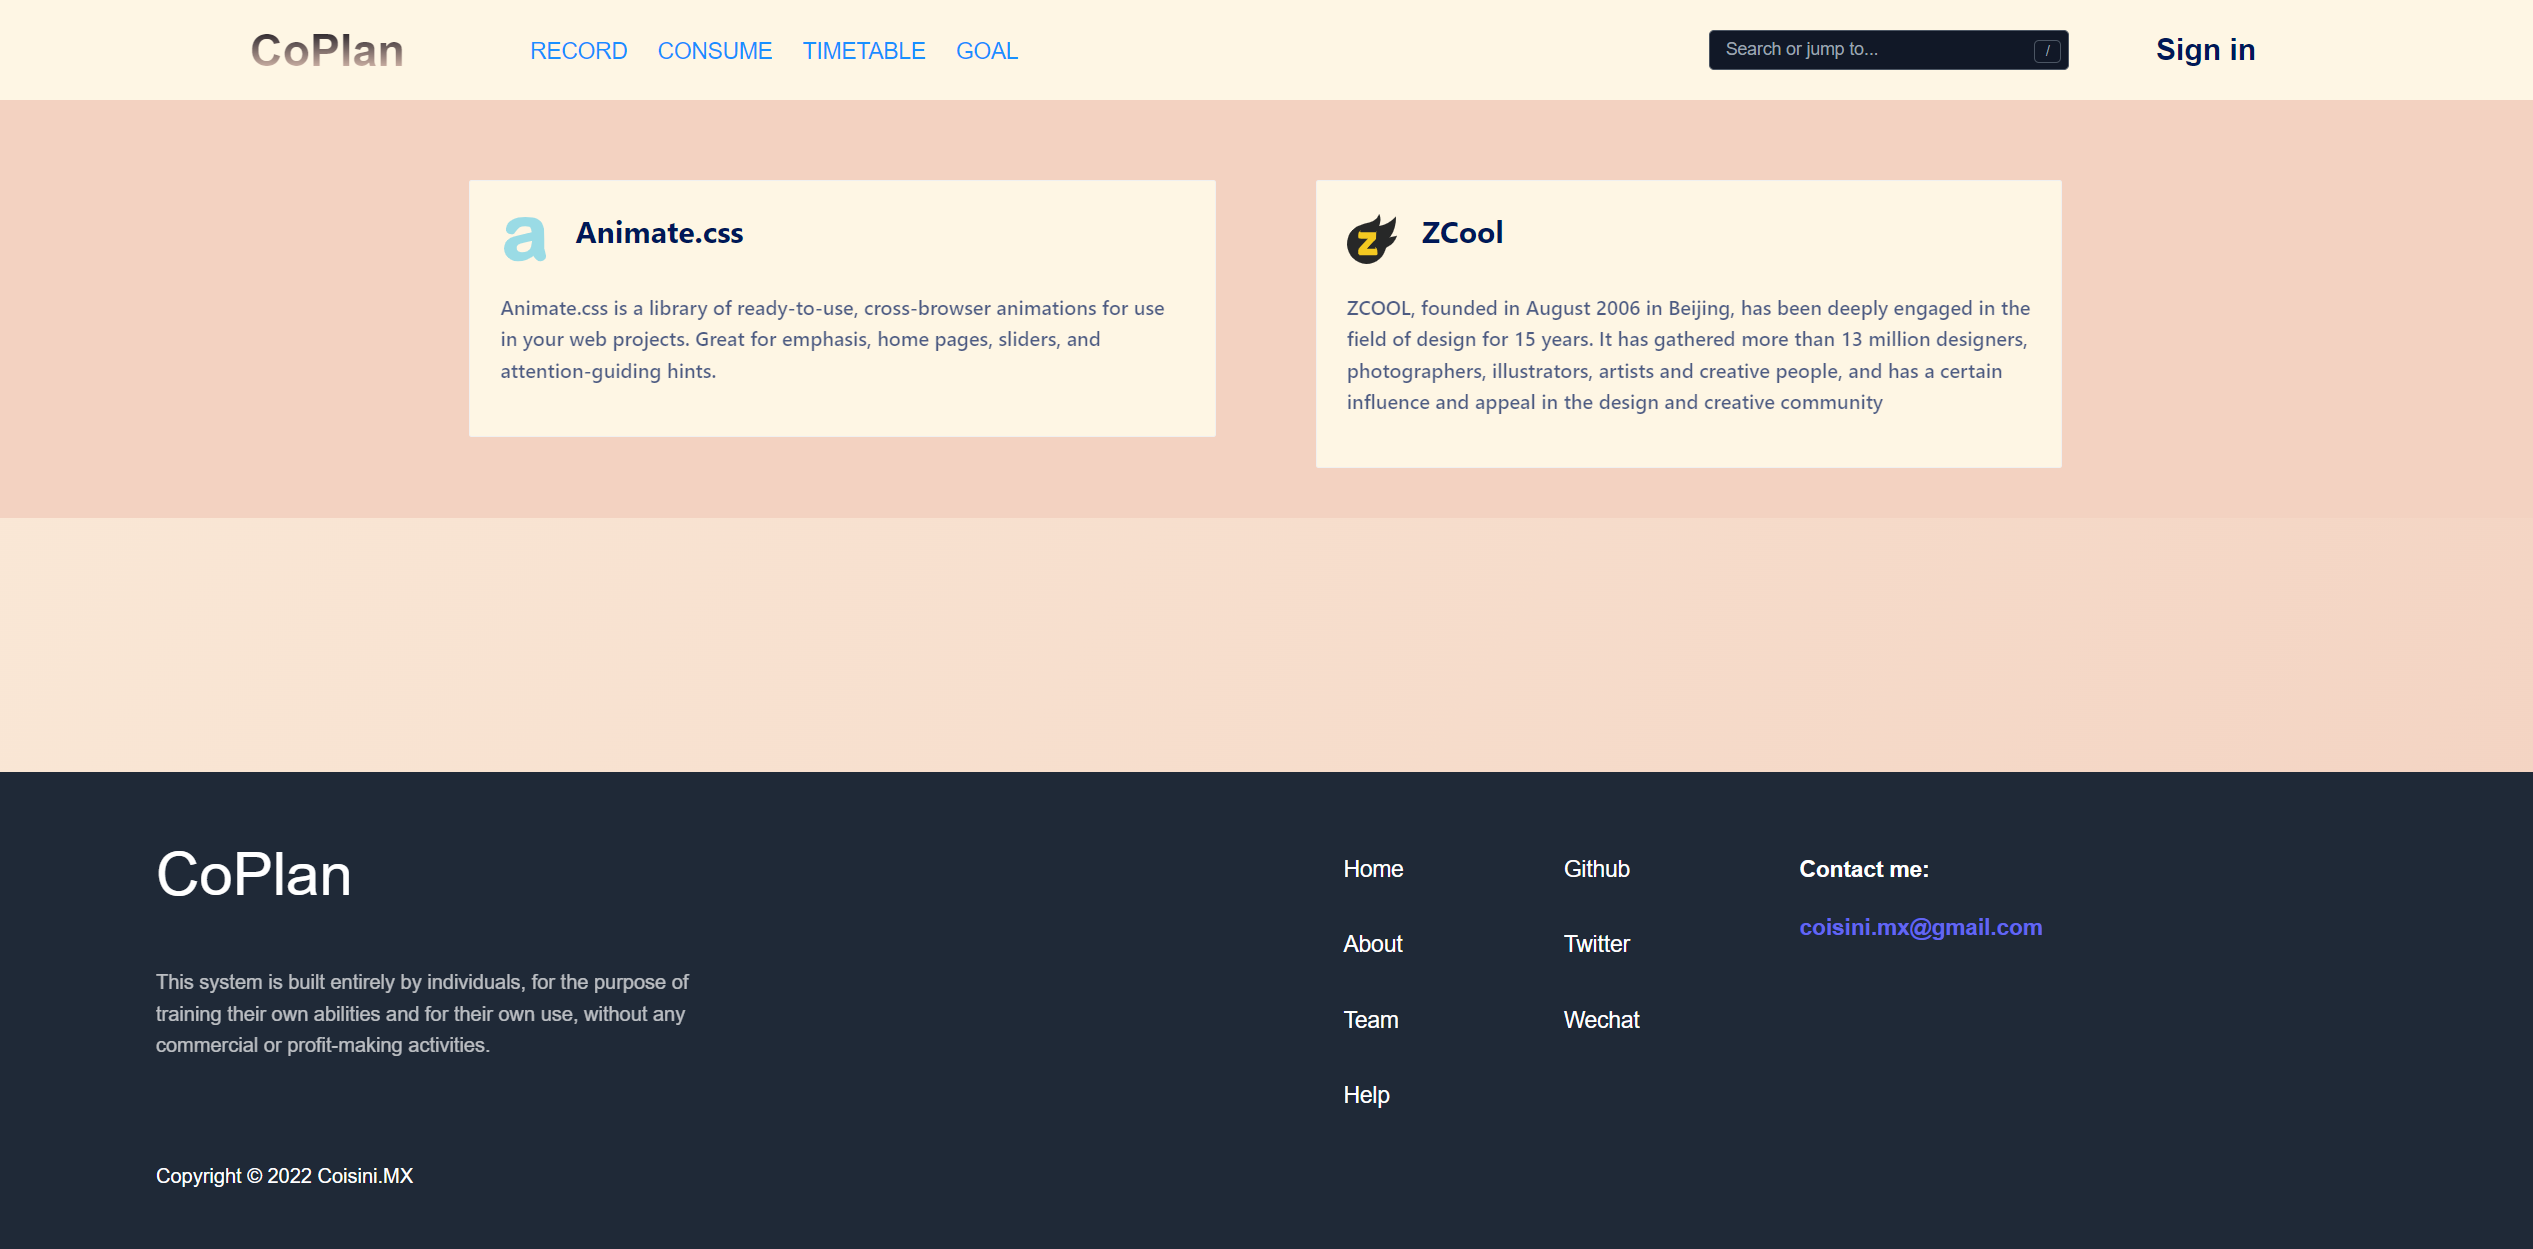 CoPlan RECORD CONSUME TIMETABLE GOAL Search or jump to... / Sign in
a Animate.css
Animate.css is a library of ready-to-use, cross-browser animations for use
in your web projects. Great for emphasis, home pages, sliders, and
attention-guiding hints.
Z ZCool
ZCOOL, founded in August 2006 in Beijing, has been deeply engaged in the
field of design for 15 years. It has gathered more than 13 million designers,
photographers, illustrators, artists and creative people, and has a certain
influence and appeal in the design and creative community
CoPlan
This system is built entirely by individuals, for the purpose of
training their own abilities and for their own use, without any
commercial or profit-making activities.
Home
About
Team
Help
Github
Twitter
Wechat
Contact me:
coisini.mx@gmail.com
Copyright © 2022 Coisini.MX